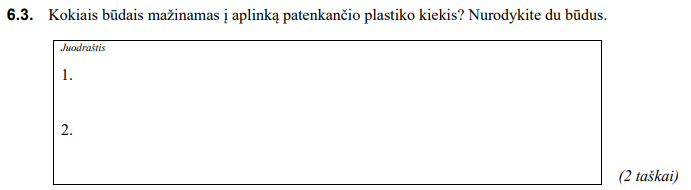 6.3. Kokiais būdais mažinamas į aplinką patenkančio plastiko kiekis? Nurodykite du būdus.
Juodraštis
1.
2.
(2 taškai)